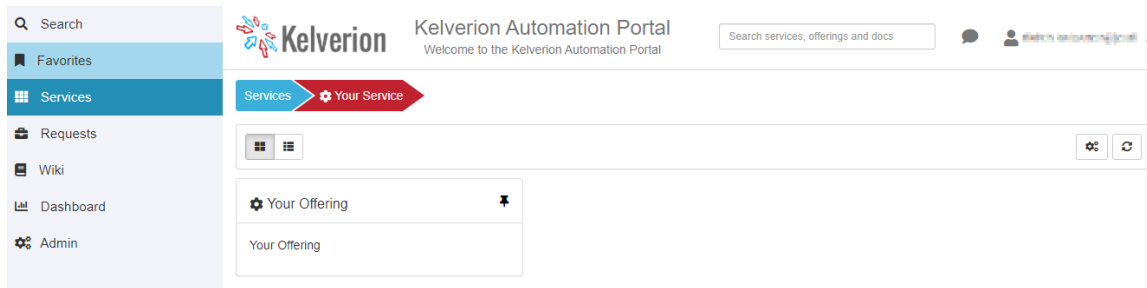 Search
Favorites
Services
Requests
Wiki
Dashboard
Admin
Kelverion
Kelverion Automation Portal
Welcome to the Kelverion Automation Portal
Search services, offerings and docs
Services
Your Service
Your Offering
Your Offering